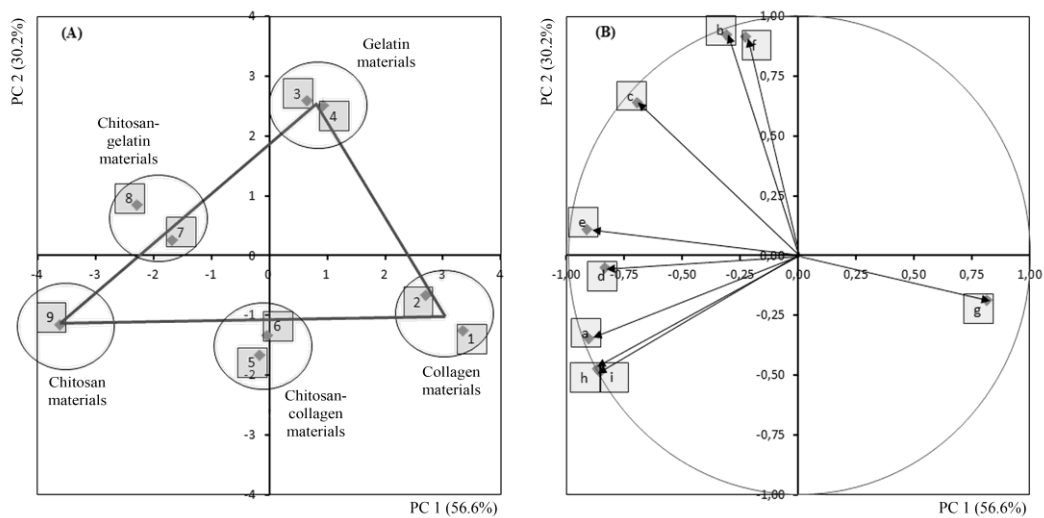 (A)
PC 2 (30.2%)
4
3
2
1
0
-1
-2
-3
-4
-4
-3
-2
-1
0
1
2
3
4
Gelatin
materials
3
4
Chitosan-
gelatin
materials
8
7
9
Chitosan
materials
6
5
Chitosan-
collagen
materials
2
1
Collagen
materials
PC 1 (56.6%)
(B)
PC 2 (30.2%)
1,00
0,75
0,50
0,25
0,00
-0,25
-0,50
-0,75
-1,00
-1,00
-0,75
-0,50
-0,25
0,00
0,25
0,50
0,75
1,00
b
f
c
e
d
a
h
i
g
PC 1 (56.6%)